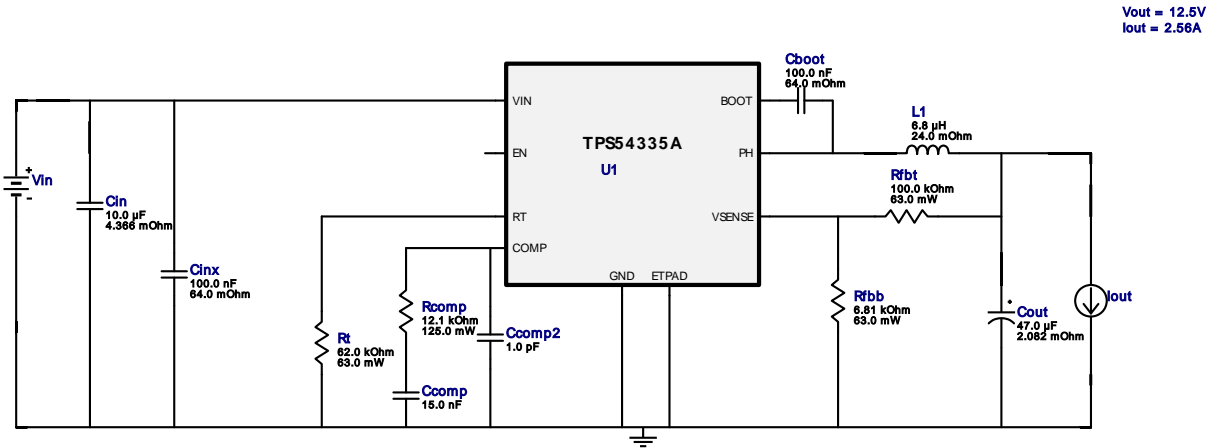 Vout = 12.5V
Iout = 2.56A
Cboot
100.0 nF
64.0 mOhm
VIN
BOOT
L1
6.8 µH
24.0 mOhm
TPS54335A
U1
EN
PH
Vin
+
-
Cin
10.0 µF
4.366 mOhm
Rfbt
100.0 kOhm
63.0 mW
RT
VSENSE
COMP
Cinx
100.0 nF
64.0 mOhm
GND
ETPAD
Rcomp
12.1 kOhm
125.0 mW
Rfbb
6.81 kOhm
63.0 mW
Iout
Cout
47.0 µF
2.082 mOhm
Rt
62.0 kOhm
63.0 mW
Ccomp2
1.0 pF
Ccomp
15.0 nF